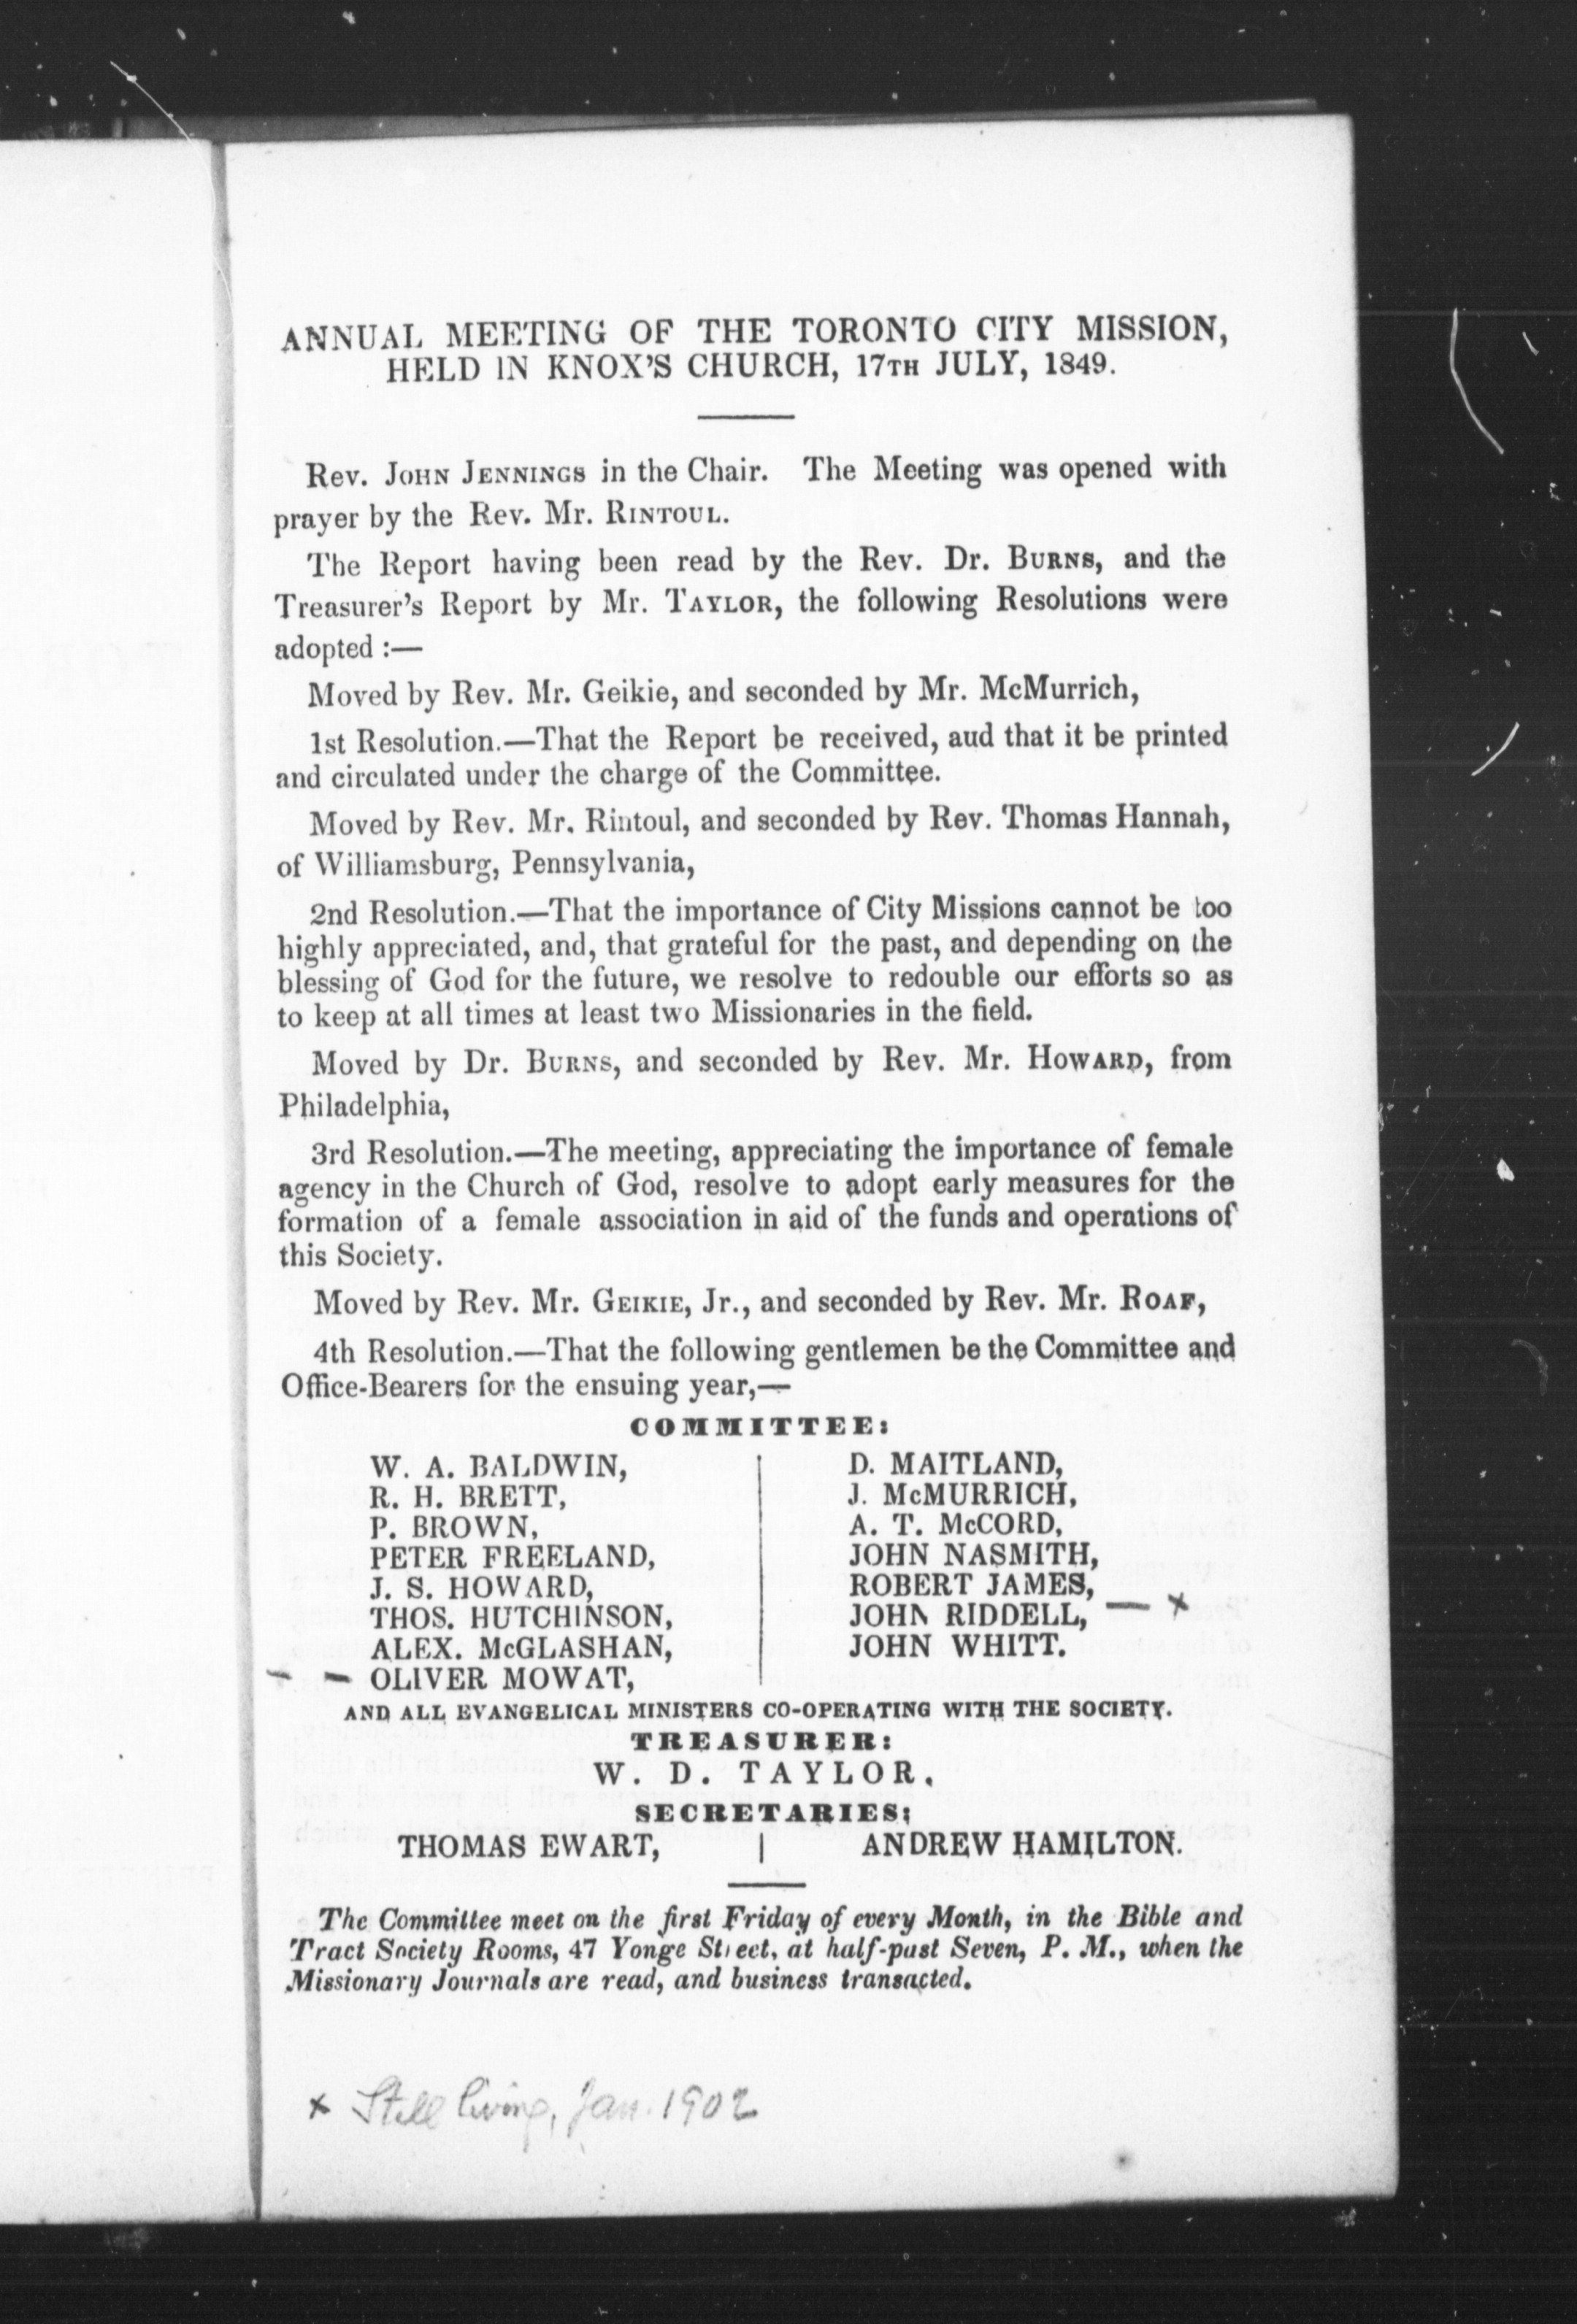 ANNUAL MEETING OF THE TORONTO CITY MISSION,
HELD IN KNOX'S CHURCH, 17TH JULY, 1849.
Rev. JOHN JENNINGS in the Chair. The Meeting was opened with
prayer by the Rev. Mr. RINTOUL.
The Report having been read by the Rev. Dr. BURNS, and the
Treasurer's Report by Mr. TAYLOR, the following Resolutions were
adopted :—
Moved by Rev. Mr. Geikie, and seconded by Mr. McMurrich,
1st Resolution.—That the Report be received, aud that it be printed
and circulated under the charge of the Committee.
Moved by Rev. Mr. Rintoul, and seconded by Rev. Thomas Hannah,
of Williamsburg, Pennsylvania,
2nd Resolution.—That the importance of City Missions cannot be too
highly appreciated, and, that grateful for the past, and depending on the
blessing of God for the future, we resolve to redouble our efforts so as
to keep at all times at least two Missionaries in the field.
Moved by Dr. BURNS, and seconded by Rev. Mr. HOWARD, from
Philadelphia,
3rd Resolution.—The meeting, appreciating the importance of female
agency in the Church of God, resolve to adopt early measures for the
formation of a female association in aid of the funds and operations of
this Society.
Moved by Rev. Mr. GEIKIE, Jr., and seconded by Rev. Mr. ROAF,
4th Resolution.—That the following gentlemen be the Committee and
Office-Bearers for the ensuing year,—
COMMITTEE:
W. A. BALDWIN,
R. H. BRETT,
P. BROWN,
PETER FREELAND,
J. S. HOWARD,
THOS. HUTCHINSON,
ALEX. McGLASHAN,
- - OLIVER MOWAT,
D. MAITLAND,
J. McMURRICH,
A. T. McCORD,
JOHN NASMITH,
ROBERT JAMES,
JOHN RIDDELL, — x
JOHN WHITT.
AND ALL EVANGELICAL MINISTERS CO-OPERATING WITH THE SOCIETY.
TREASURER:
W. D. TAYLOR.
SECRETARIES:
THOMAS EWART, | ANDREW HAMILTON.
The Committee meet on the first Friday of every Month, in the Bible and
Tract Society Rooms, 47 Yonge Street, at half-past Seven, P. M., when the
Missionary Journals are read, and business transacted.
x Still living, Jan. 1902